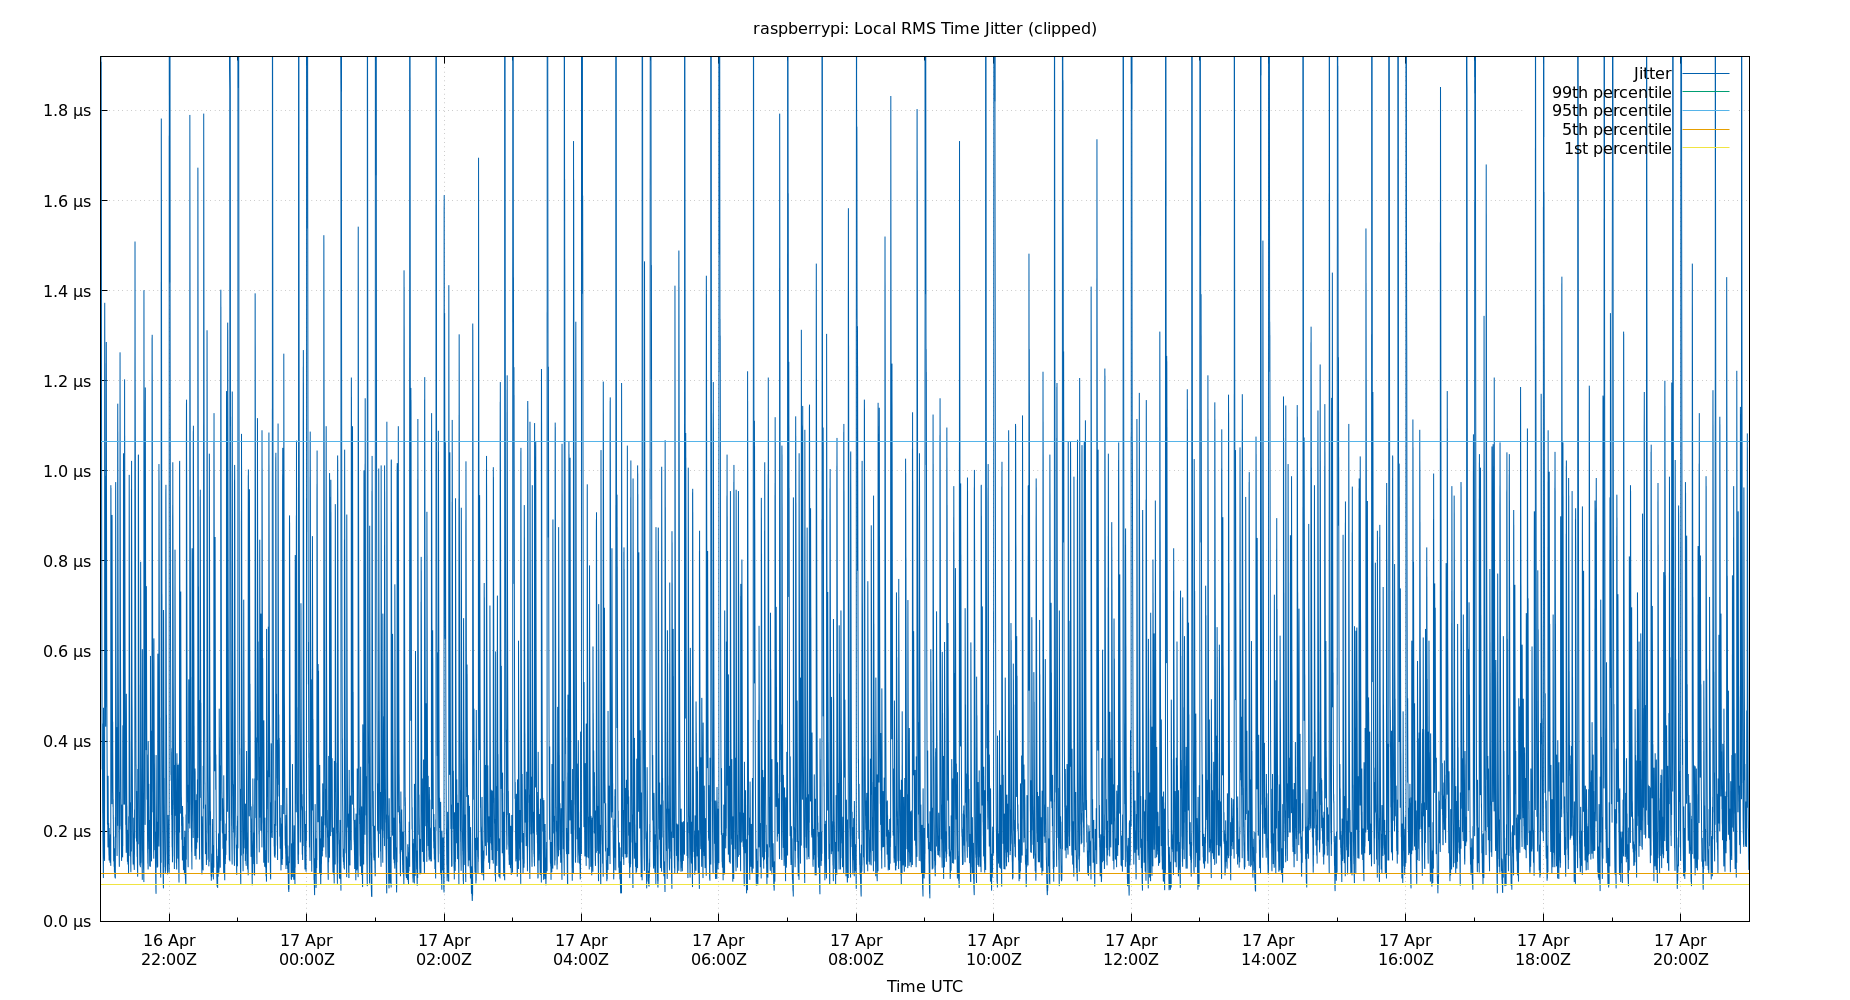 raspberrypi: Local RMS Time Jitter (clipped)
Jitter
99th percentile
95th percentile
5th percentile
1st percentile
1.8 µs
1.6 µs
1.4 µs
1.2 µs
1.0 µs
0.8 µs
0.6 µs
0.4 µs
0.2 µs
0.0 µs
16 Apr 17 Apr 17 Apr 17 Apr 17 Apr 17 Apr 17 Apr 17 Apr 17 Apr 17 Apr 17 Apr 17 Apr
22:00Z 00:00Z 02:00Z 04:00Z 06:00Z 08:00Z 10:00Z 12:00Z 14:00Z 16:00Z 18:00Z 20:00Z
Time UTC